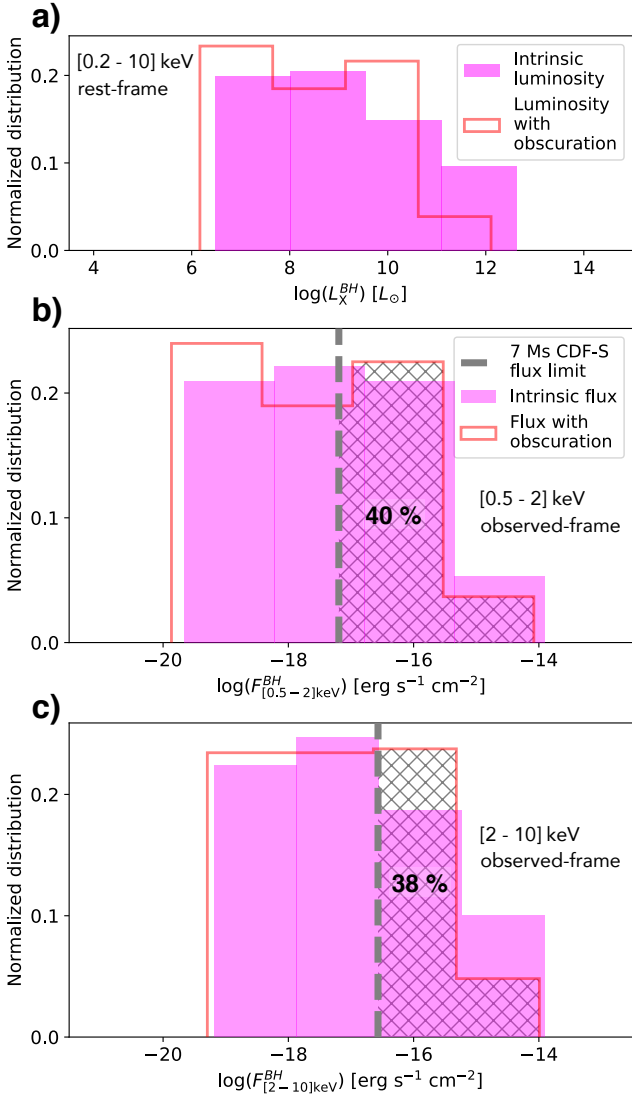 a)
[0.2 - 10] keV
rest-frame
Intrinsic
luminosity
Luminosity
with
obscuration
Normalized distribution
0.2
0.1
0.0
4 6 8 10 12 14
log(L_X^{BH}) [L_⊙]
b)
7 Ms CDF-S
flux limit
Intrinsic flux
Flux with
obscuration
[0.5 - 2] keV
observed-frame
40 %
Normalized distribution
0.2
0.1
0.0
−20 −18 −16 −14
log(F^{BH}_{[0.5−2]keV}) [erg s^{−1} cm^{−2}]
c)
[2 - 10] keV
observed-frame
38 %
Normalized distribution
0.2
0.1
0.0
−20 −18 −16 −14
log(F^{BH}_{[2−10]keV}) [erg s^{−1} cm^{−2}]